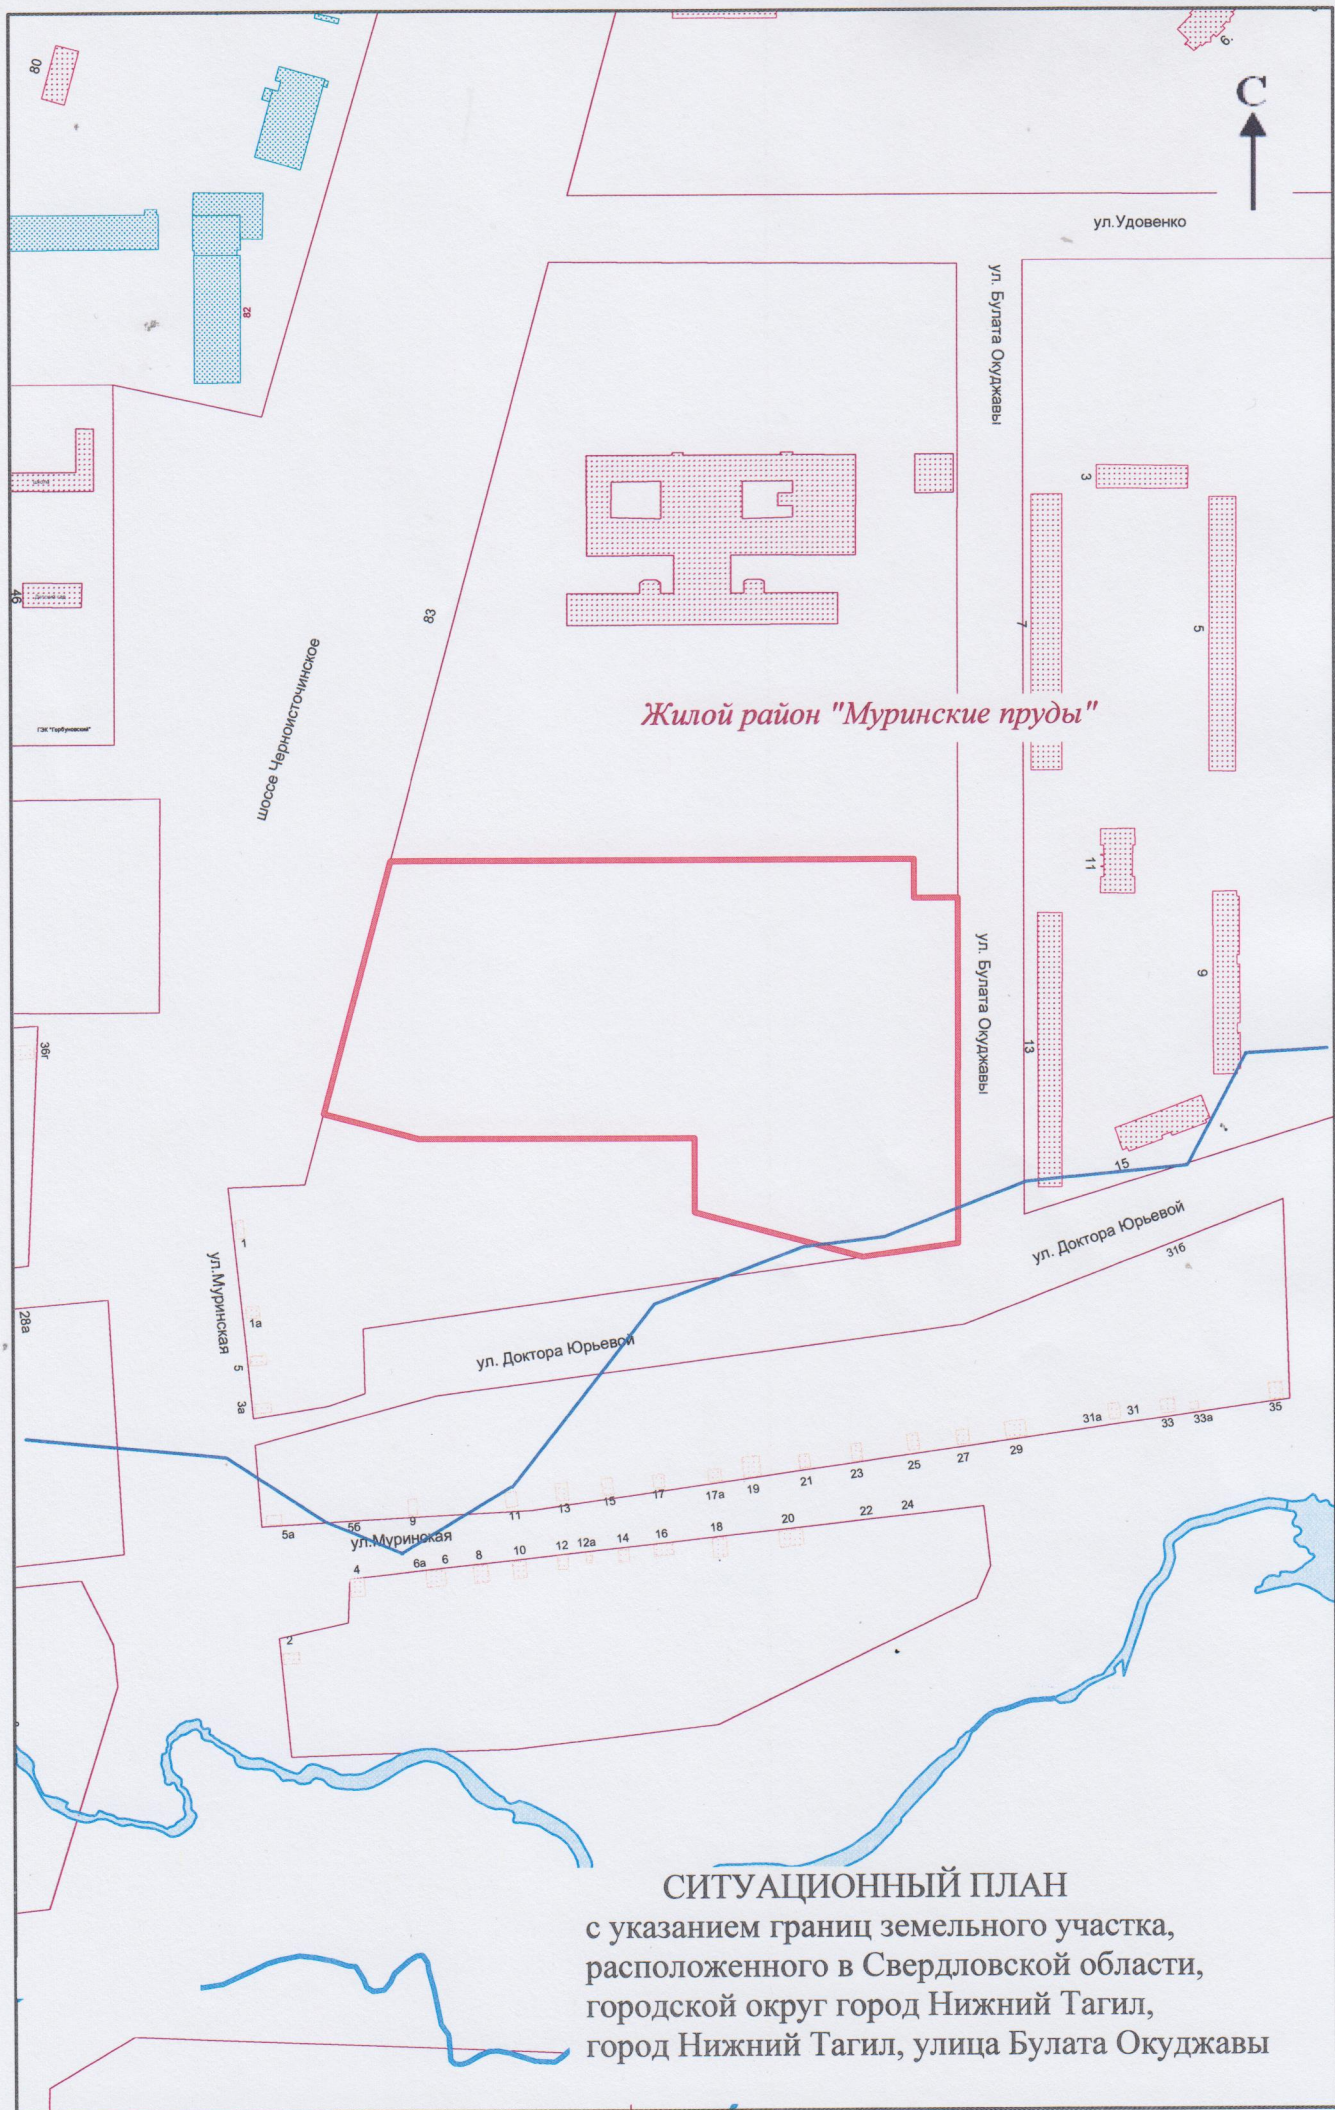 80
6.
С
ул.Удовенко
82
ул. Булата Окуджавы
3
7
5
46
83
шоссе Черноисточинское
Жилой район "Муринские пруды"
ГЭК "Горбуновский"
11
9
ул. Булата Окуджавы
13
36г
15
1
ул.Муринская
1а
5
3а
28а
ул. Доктора Юрьевой
31б
ул. Доктора Юрьевой
31а
31
33
33а
35
5а
5б
9
11
13
15
17
17а
19
21
23
25
27
29
ул.Муринская
4
6а
6
8
10
12
12а
14
16
18
20
22
24
2
СИТУАЦИОННЫЙ ПЛАН
с указанием границ земельного участка,
расположенного в Свердловской области,
городской округ город Нижний Тагил,
город Нижний Тагил, улица Булата Окуджавы